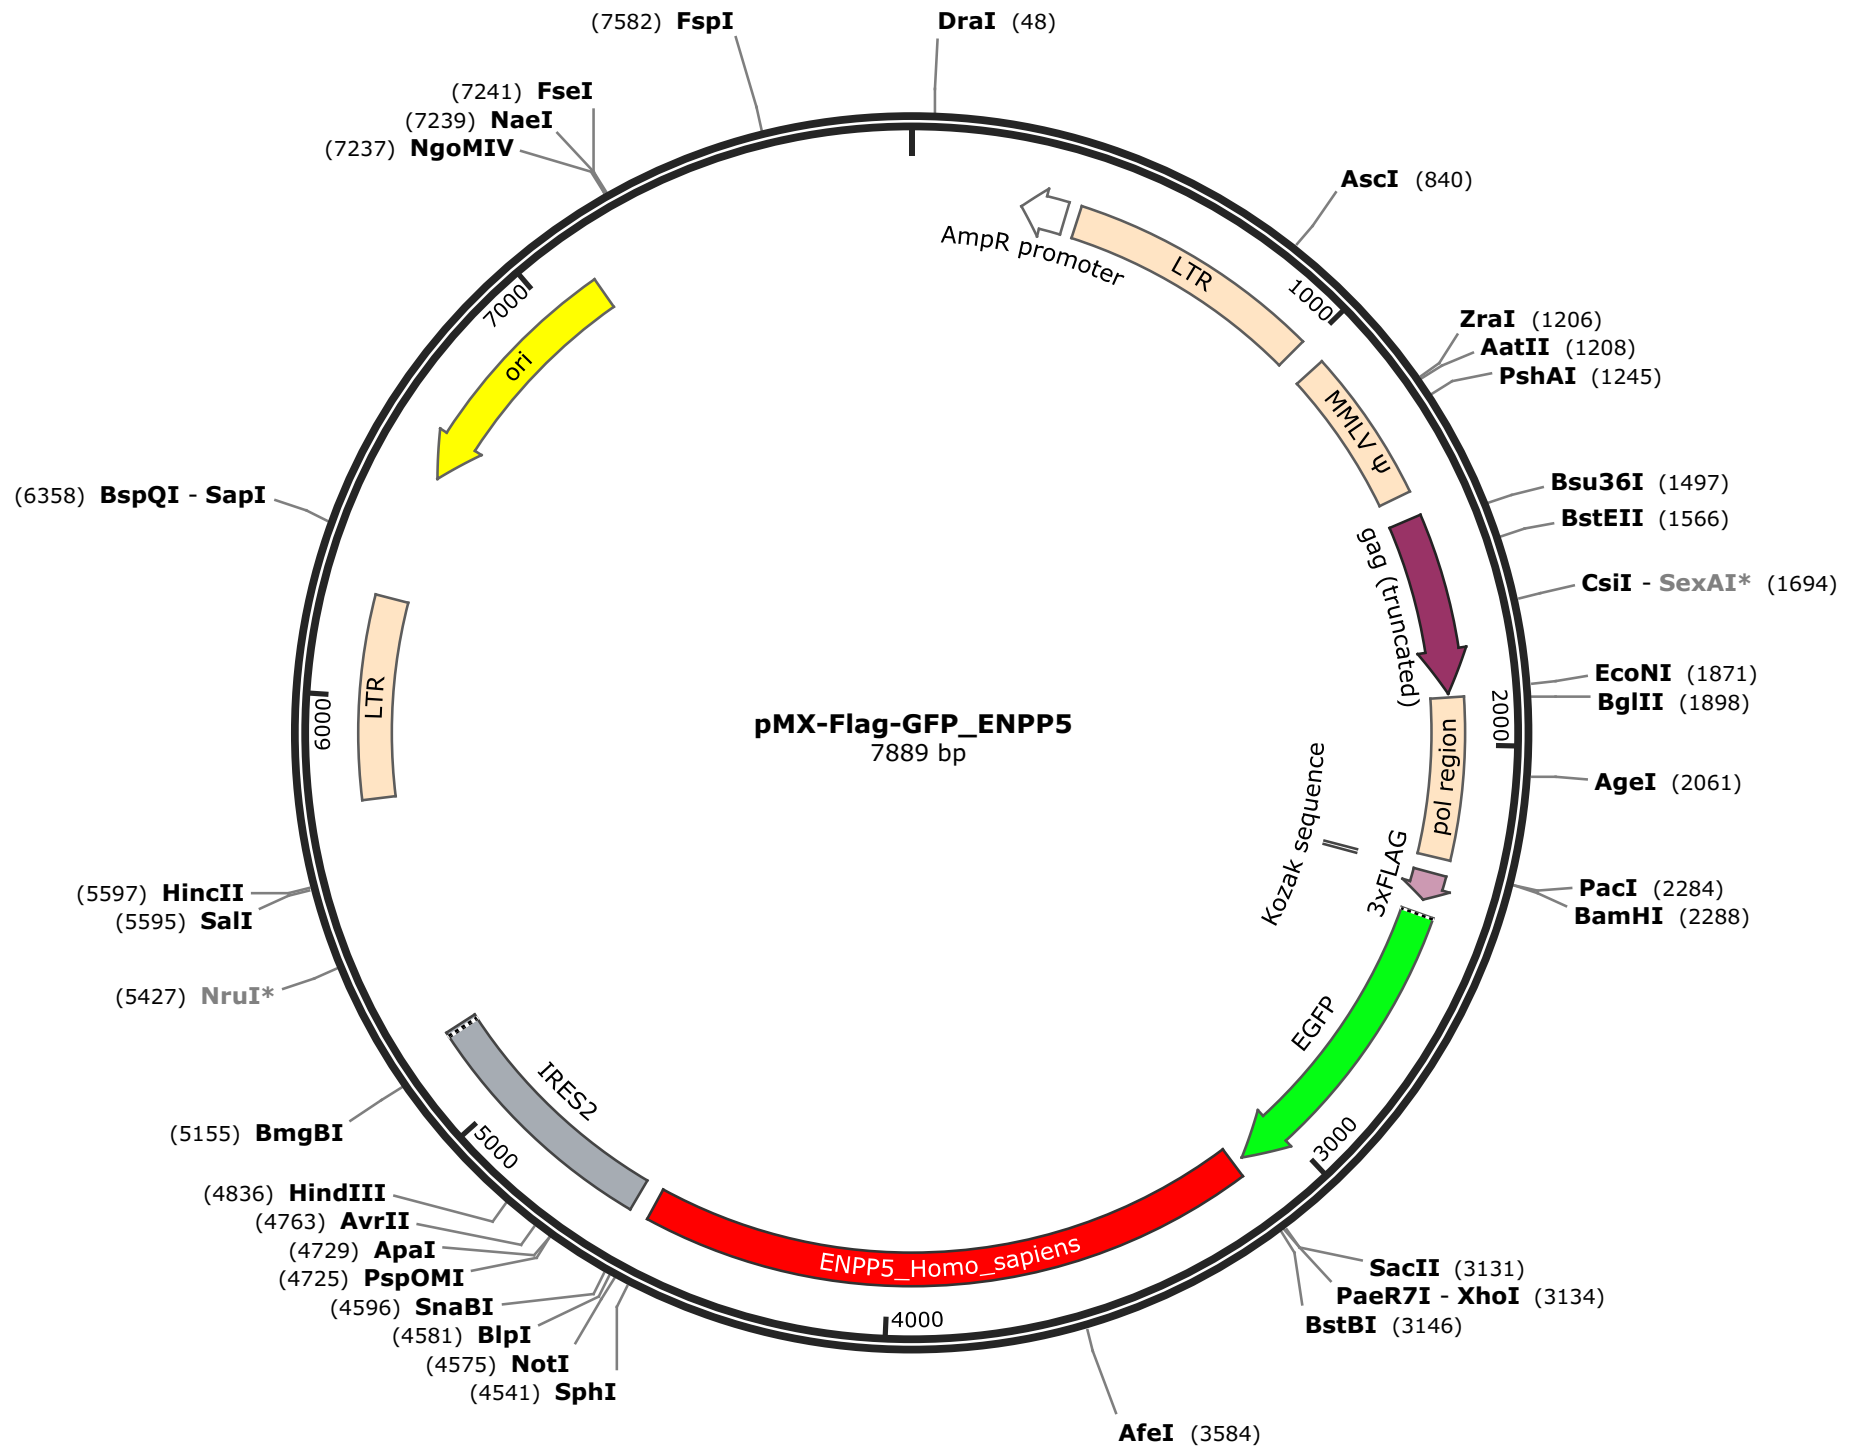 (7582) FspI
DraI (48)
(7241) FseI
(7239) NaeI
(7237) NgoMIV
AscI (840)
AmpR promoter
LTR
1000
ZraI (1206)
AatII (1208)
PshAI (1245)
7000
ori
MMLV Ψ
Bsu36I (1497)
BstEII (1566)
(6358) BspQI - SapI
gag (truncated)
CsiI - SexAI* (1694)
EcoNI (1871)
BglII (1898)
LTR
6000
2000
pMX-Flag-GFP_ENPP5
7889 bp
pol region
AgeI (2061)
Kozak sequence
3xFLAG
PacI (2284)
BamHI (2288)
(5597) HincII
(5595) SalI
(5427) NruI*
EGFP
IRES2
(5155) BmgBI
5000
3000
(4836) HindIII
(4763) AvrII
(4729) ApaI
(4725) PspOMI
(4596) SnaBI
(4581) BlpI
(4575) NotI
(4541) SphI
ENPP5_Homo_sapiens
4000
SacII (3131)
PaeR7I - XhoI (3134)
BstBI (3146)
AfeI (3584)